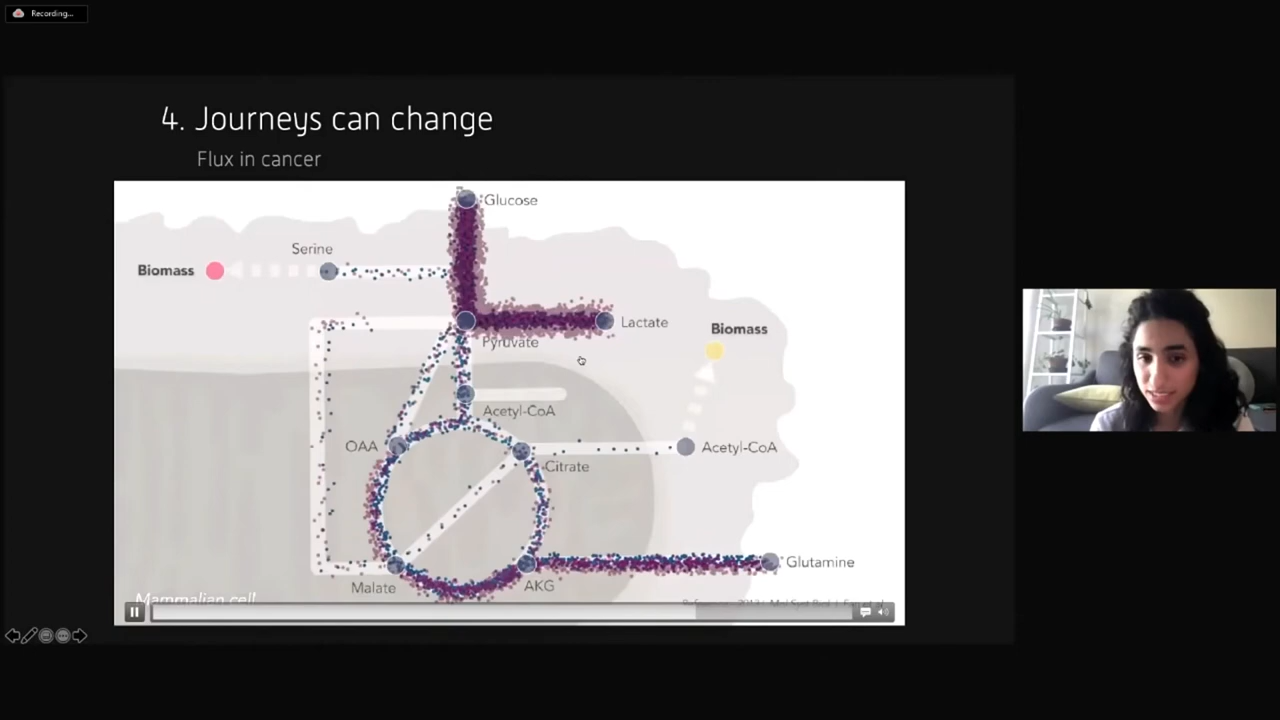 Recording...
4. Journeys can change
Flux in cancer
Glucose
Serine
Biomass
Lactate
Pyruvate
Biomass
Acetyl-CoA
OAA
Citrate
Acetyl-CoA
Malate
AKG
Glutamine
Mammalian cell